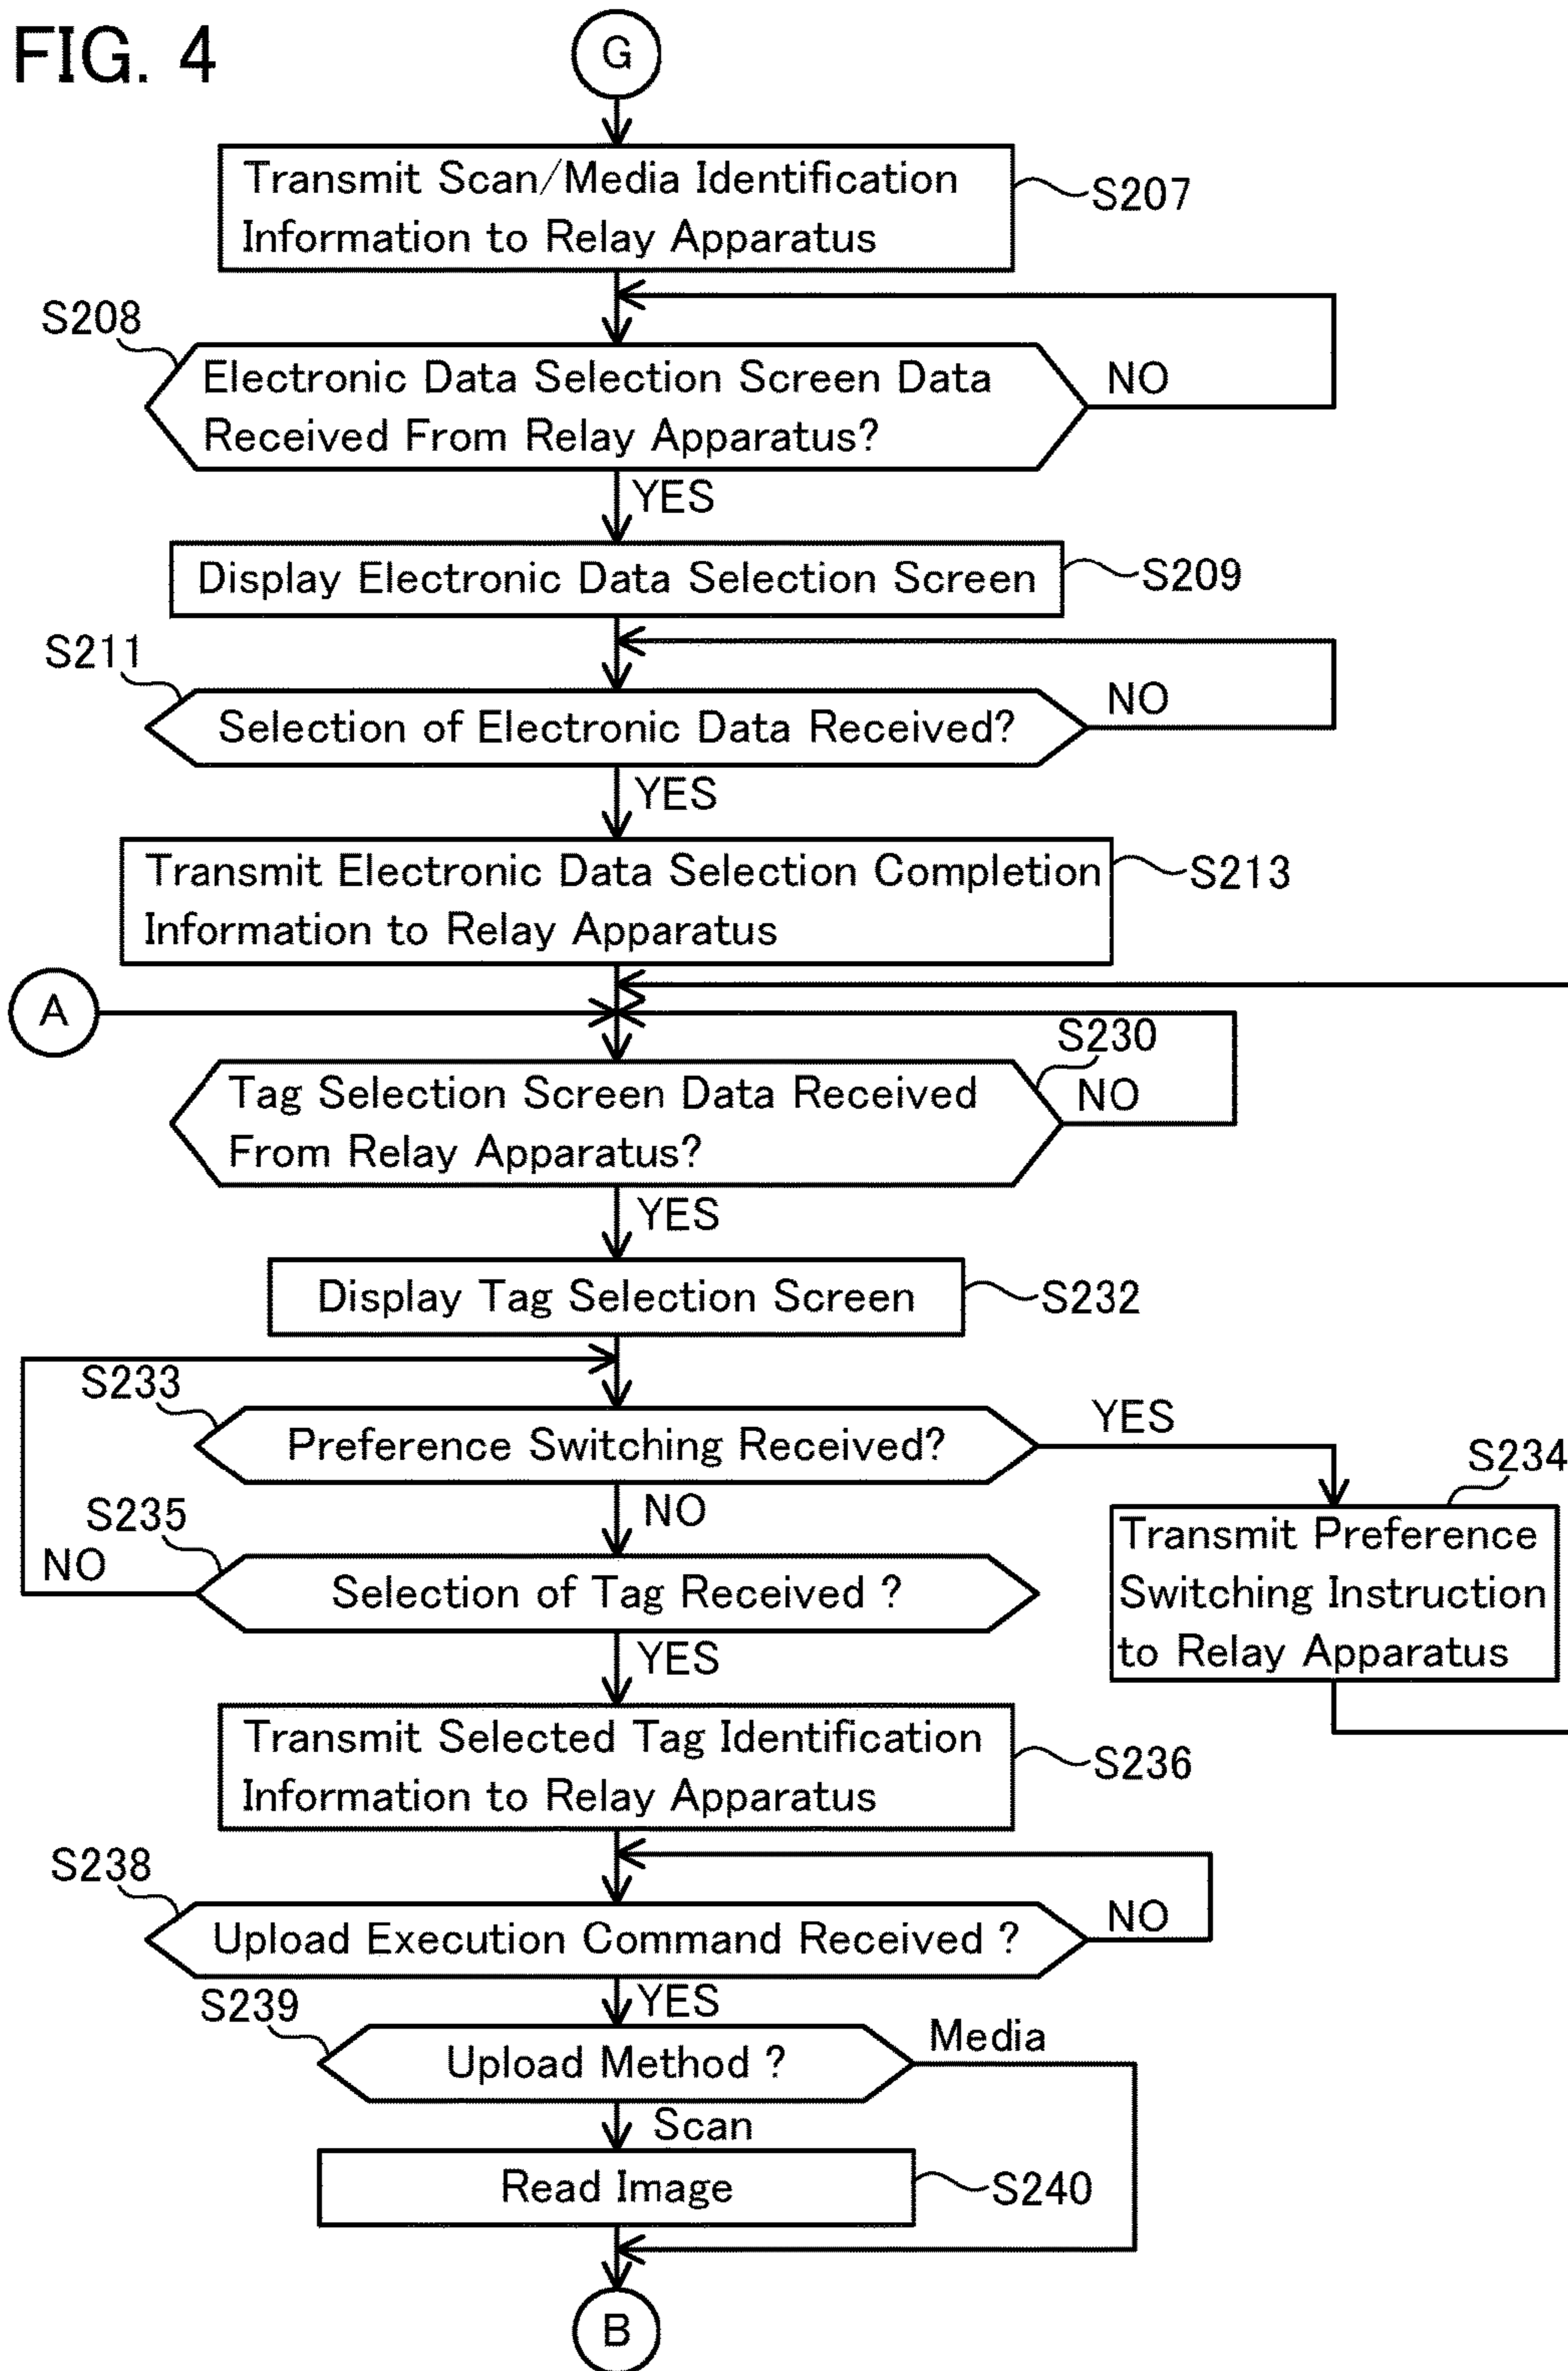 FIG. 4
G
Transmit Scan/Media Identification
Information to Relay Apparatus
S207
S208
Electronic Data Selection Screen Data
Received From Relay Apparatus?
NO
YES
Display Electronic Data Selection Screen
S209
S211
Selection of Electronic Data Received?
NO
YES
Transmit Electronic Data Selection Completion
Information to Relay Apparatus
S213
A
S230
Tag Selection Screen Data Received
From Relay Apparatus?
NO
YES
Display Tag Selection Screen
S232
S233
Preference Switching Received?
YES
S234
Transmit Preference
Switching Instruction
to Relay Apparatus
NO
S235
NO
Selection of Tag Received ?
YES
Transmit Selected Tag Identification
Information to Relay Apparatus
S236
S238
Upload Execution Command Received ?
NO
YES
S239
Upload Method ?
Media
Scan
Read Image
S240
B